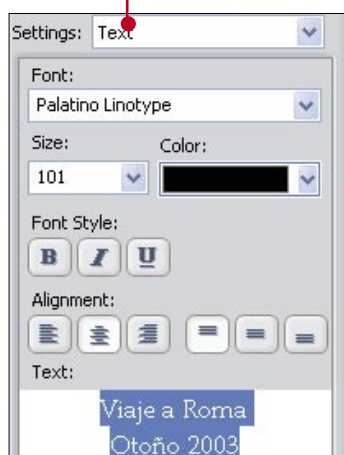 Settings: Text
Font:
Palatino Linotype
Size: Color:
101
Font Style:
B I U
Alignment:
Text:
Viaje a Roma
Otoño 2003